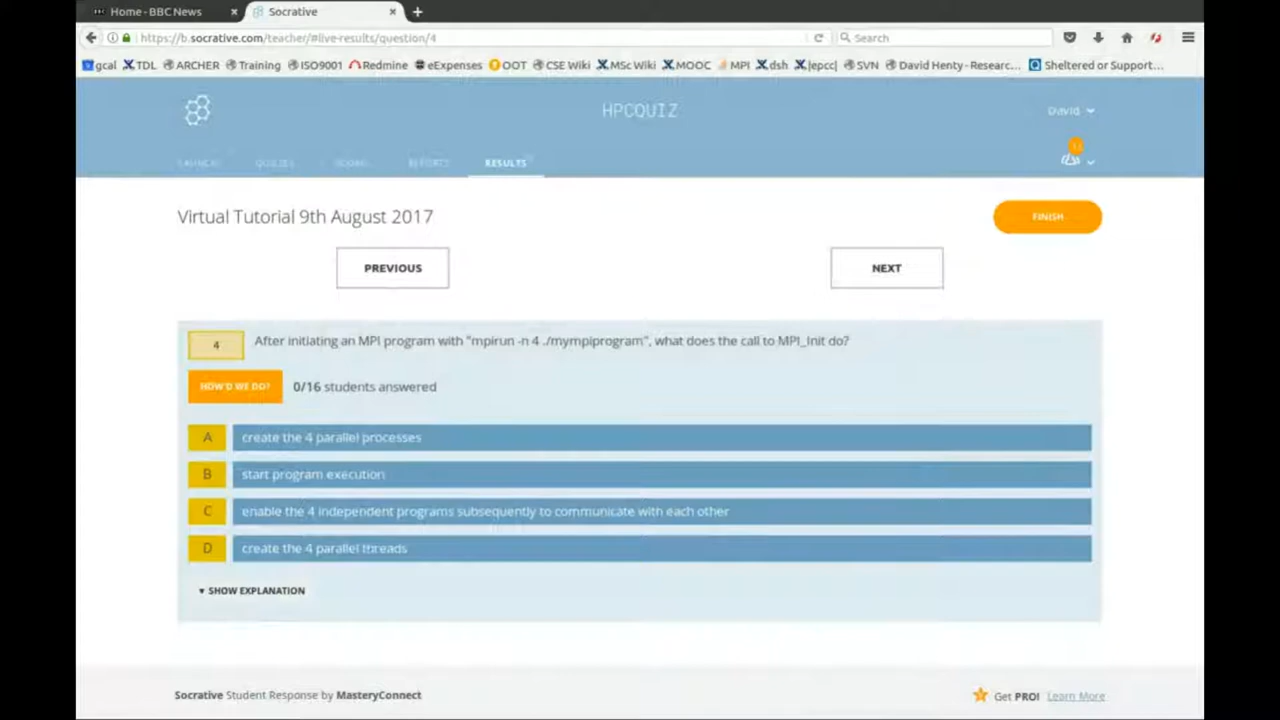 Home - BBC News
Socrative
https://b.socrative.com/teacher/#live-results/question/4
Search
gcal TDL ARCHER Training ISO9001 Redmine eExpenses OOT CSE Wiki MSc Wiki MOOC MPI dsh |epcc| SVN David Henty - Researc... Sheltered or Support...
HPCQUIZ
David
LAUNCH QUIZZES ROOMS REPORTS RESULTS
Virtual Tutorial 9th August 2017
FINISH
PREVIOUS
NEXT
4
After initiating an MPI program with "mpirun -n 4 ./mympiprogram", what does the call to MPI_Init do?
HOW'D WE DO?
0/16 students answered
A create the 4 parallel processes
B start program execution
C enable the 4 independent programs subsequently to communicate with each other
D create the 4 parallel threads
▾ SHOW EXPLANATION
Socrative Student Response by MasteryConnect
Get PRO! Learn More